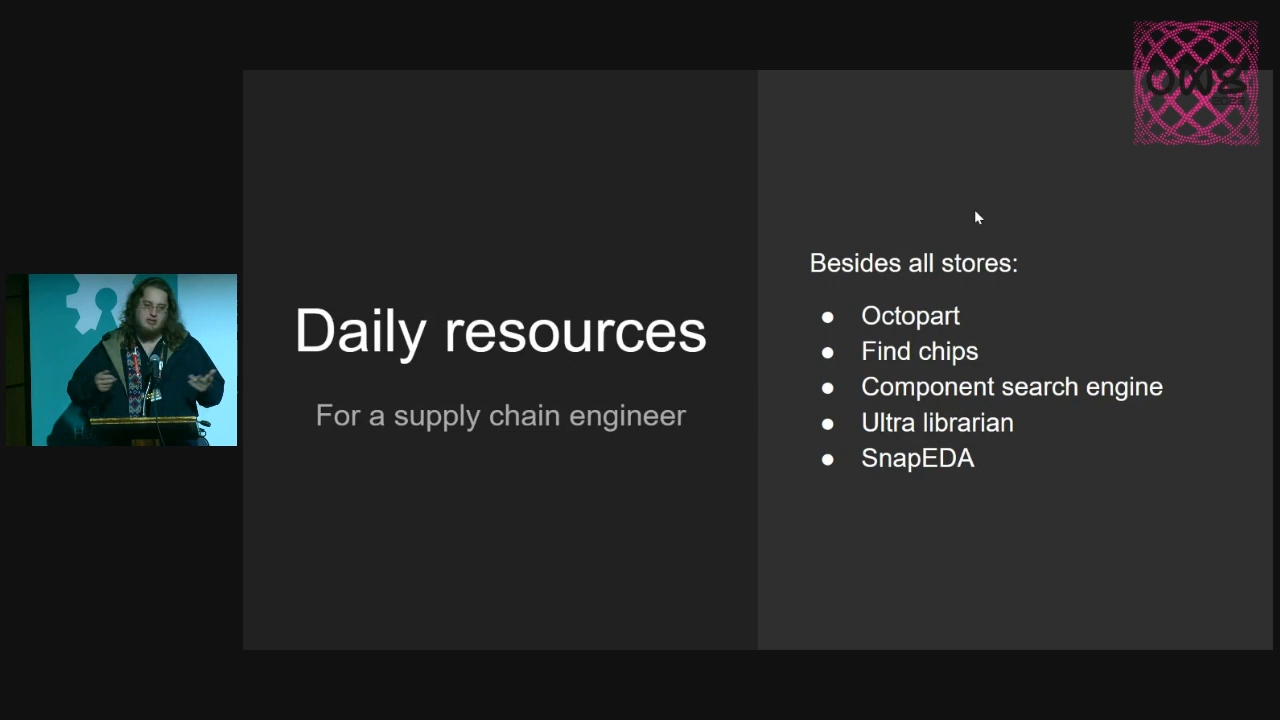 Daily resources
For a supply chain engineer
Besides all stores:
● Octopart
● Find chips
● Component search engine
● Ultra librarian
● SnapEDA